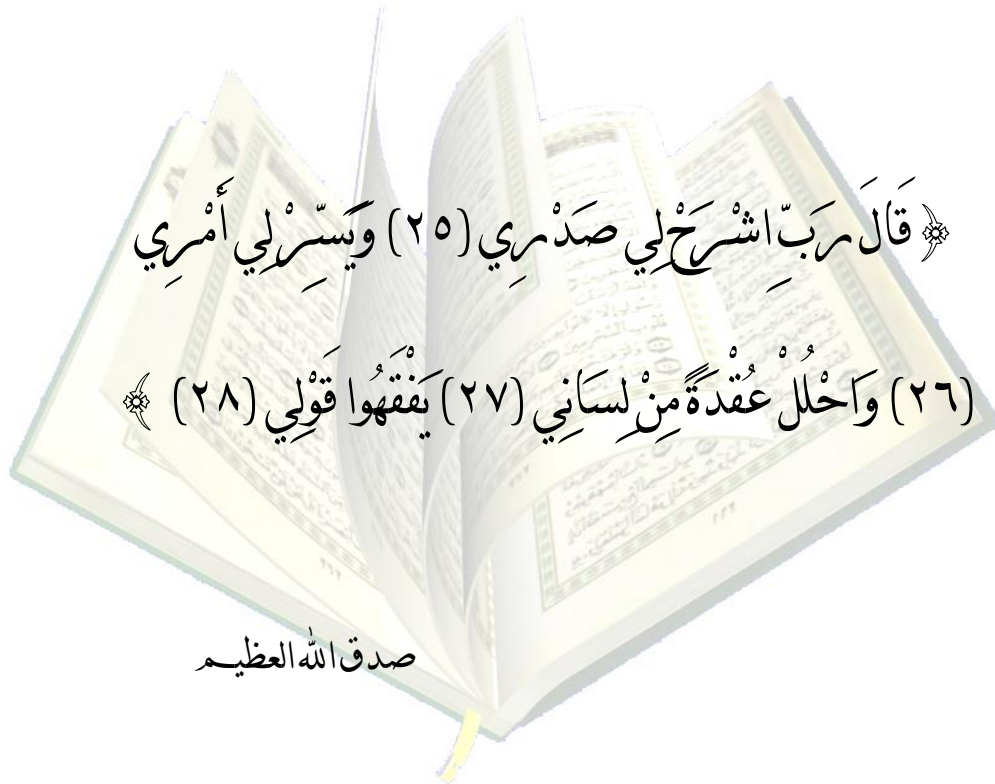 ﴿ قَالَ رَبِّ اشْرَحْ لِي صَدْرِي (٢٥) وَيَسِّرْ لِي أَمْرِي
(٢٦) وَاحْلُلْ عُقْدَةً مِنْ لِسَانِي (٢٧) يَفْقَهُوا قَوْلِي (٢٨) ﴾
صدق الله العظيم